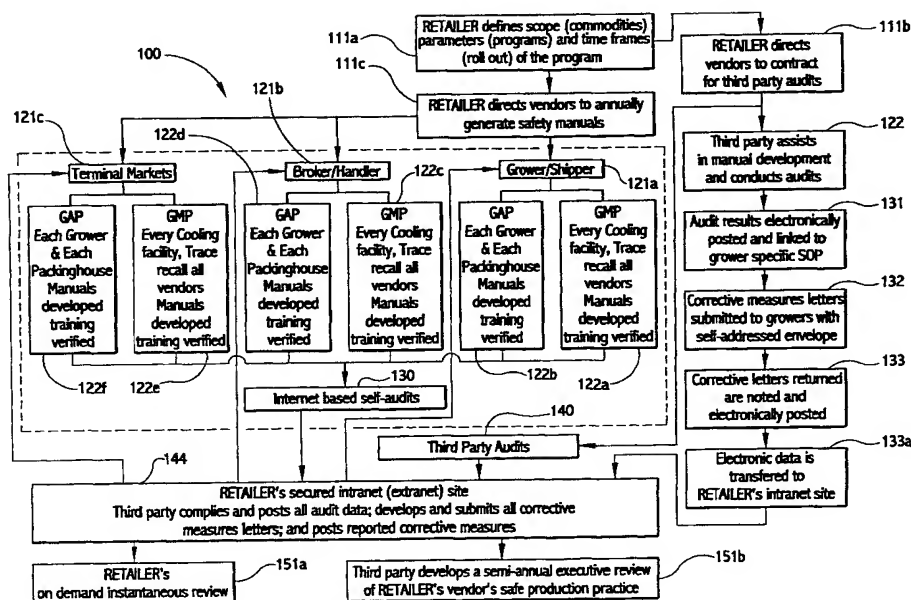 RETAILER defines scope (commodities)
parameters (programs) and time frames
(roll out) of the program
111a
111b
RETAILER directs
vendors to contract
for third party audits
100
111c
RETAILER directs vendors to annually
generate safety manuals
121c
121b
122d
122
Third party assists
in manual development
and conducts audits
Terminal Markets
Broker/Handler
122c
Grower/Shipper
121a
GAP
Each Grower
& Each
Packinghouse
Manuals
developed
training
verified
GMP
Every Cooling
facility, Trace
recall all
vendors
Manuals
developed
training verified
GAP
Each Grower
& Each
Packinghouse
Manuals
developed
training
verified
GMP
Every Cooling
facility, Trace
recall all
vendors
Manuals
developed
training verified
GAP
Each Grower
& Each
Packinghouse
Manuals
developed
training
verified
GMP
Every Cooling
facility, Trace
recall all
vendors
Manuals
developed
training verified
131
Audit results electronically
posted and linked to
grower specific SOP
132
Corrective measures letters
submitted to growers with
self-addressed envelope
122f
122e
130
122b
122a
133
Corrective letters returned
are noted and
electronically posted
Internet based self-audits
140
Third Party Audits
133a
Electronic data is
transfered to
RETAILER's intranet site
144
RETAILER's secured intranet (extranet) site
Third party complies and posts all audit data; develops and submits all corrective
measures letters; and posts reported corrective measures
RETAILER's
on demand instantaneous review
151a
Third party develops a semi-annual executive review
of RETAILER's vendor's safe production practice
151b